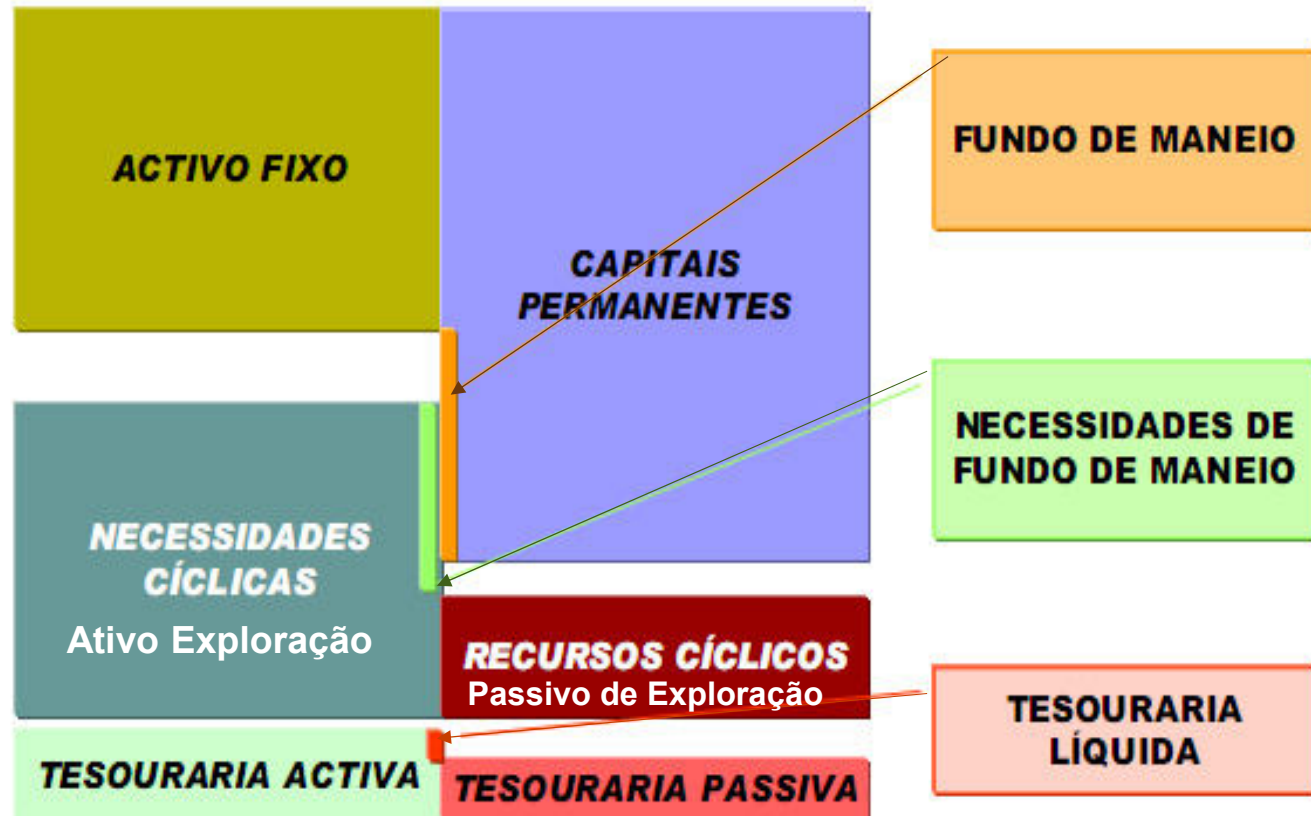 ACTIVO FIXO
CAPITAIS
PERMANENTES
NECESSIDADES
CÍCLICAS
Ativo Exploração
RECURSOS CÍCLICOS
Passivo de Exploração
TESOURARIA ACTIVA
TESOURARIA PASSIVA
FUNDO DE MANEIO
NECESSIDADES DE
FUNDO DE MANEIO
TESOURARIA
LÍQUIDA